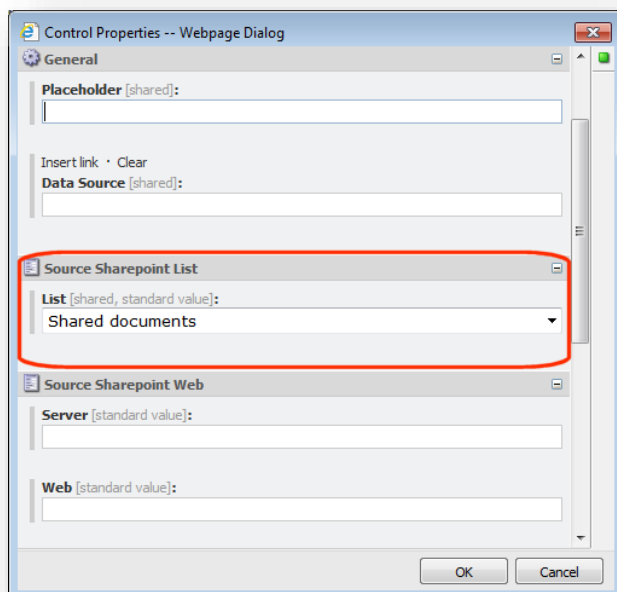 Control Properties -- Webpage Dialog
General
Placeholder [shared]:
Insert link · Clear
Data Source [shared]:
Source Sharepoint List
List [shared, standard value]:
Shared documents
Source Sharepoint Web
Server [standard value]:
Web [standard value]:
OK Cancel